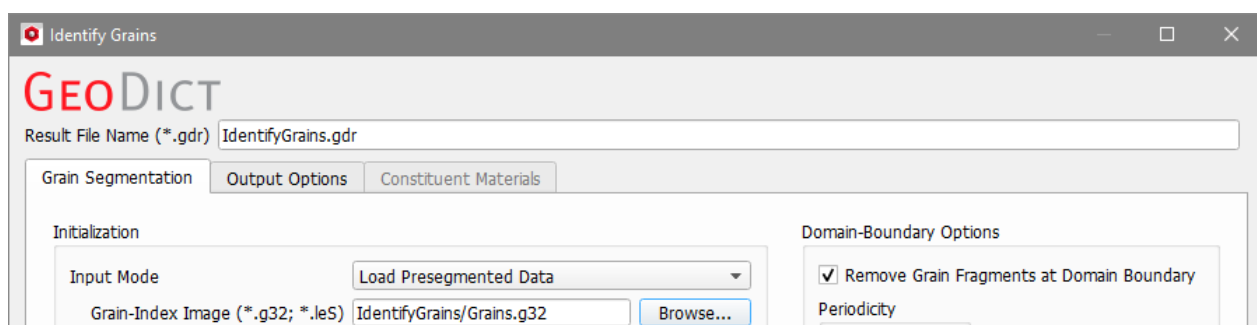 Identify Grains
GEODICT
Result File Name (*.gdr) IdentifyGrains.gdr
Grain Segmentation Output Options Constituent Materials
Initialization Domain-Boundary Options
Input Mode Load Presegmented Data Remove Grain Fragments at Domain Boundary
Grain-Index Image (*.g32; *.leS) IdentifyGrains/Grains.g32 Browse... Periodicity